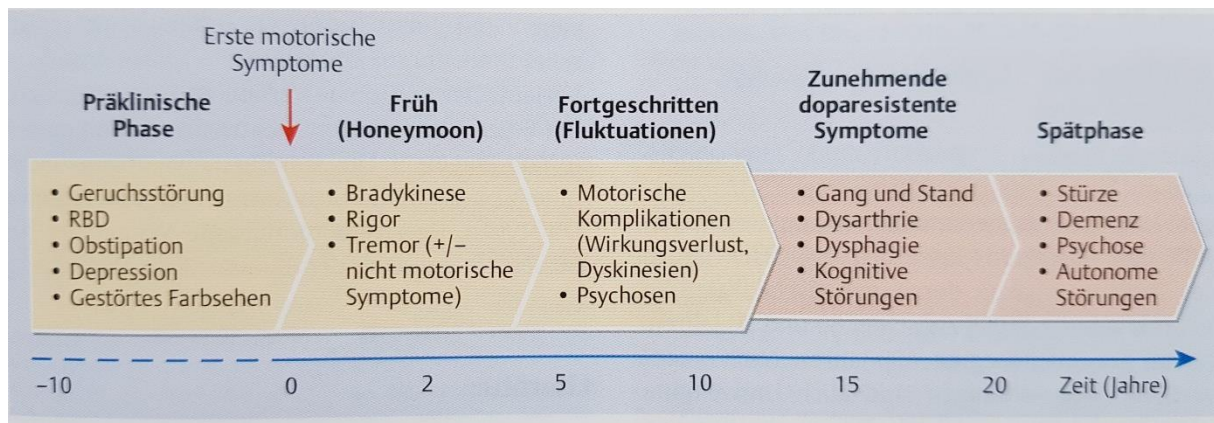 Erste motorische
Symptome
Präklinische
Phase
Früh
(Honeymoon)
Fortgeschritten
(Fluktuationen)
Zunehmende
doparesistente
Symptome
Spätphase
• Geruchsstörung
• RBD
• Obstipation
• Depression
• Gestörtes Farbsehen
• Bradykinese
• Rigor
• Tremor (+/–
nicht motorische
Symptome)
• Motorische
Komplikationen
(Wirkungsverlust,
Dyskinesien)
• Psychosen
• Gang und Stand
• Dysarthrie
• Dysphagie
• Kognitive
Störungen
• Stürze
• Demenz
• Psychose
• Autonome
Störungen
–10 0 2 5 10 15 20 Zeit (Jahre)